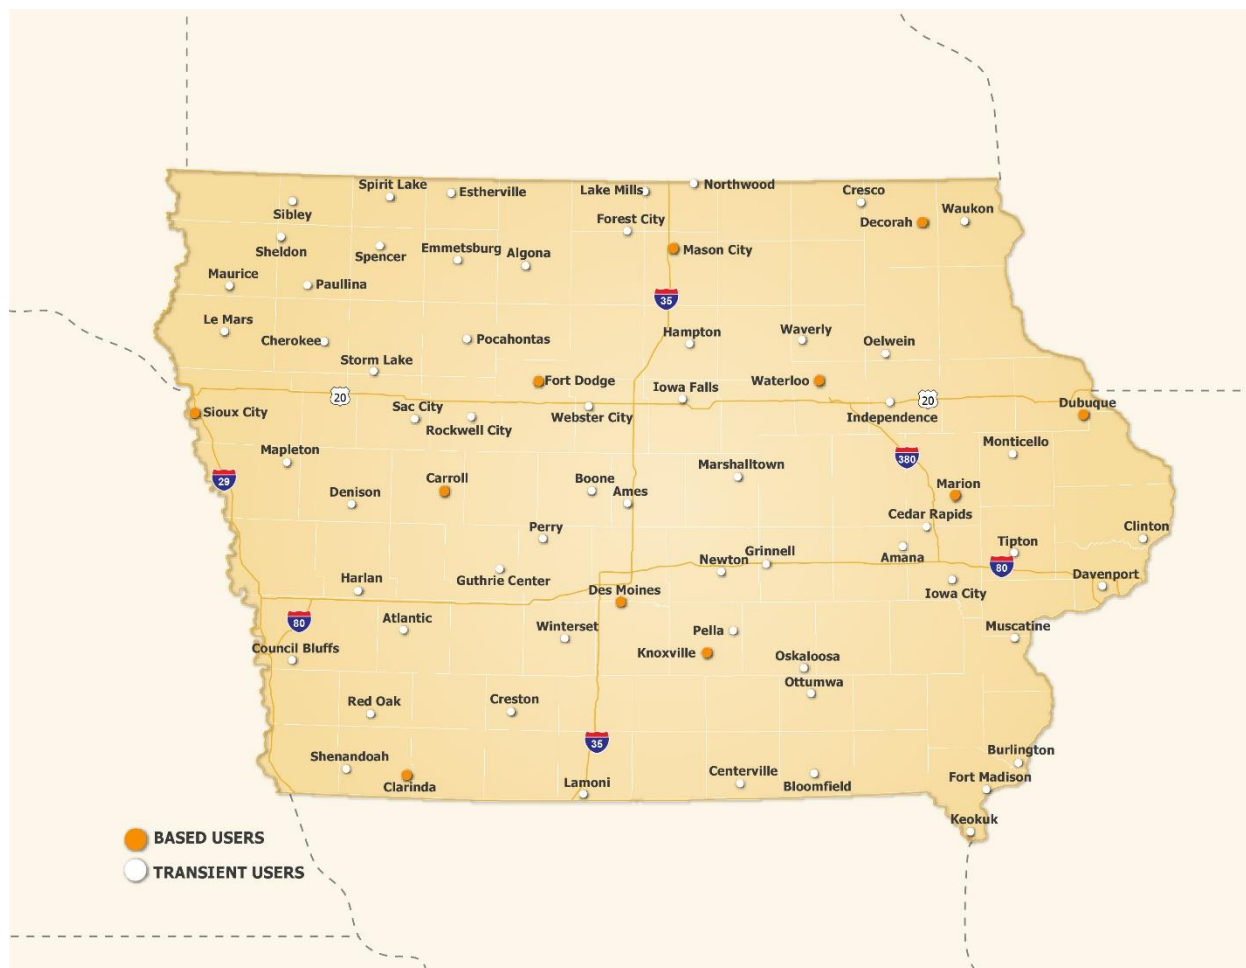 Spirit Lake
Estherville
Lake Mills
Northwood
Cresco
Sibley
Forest City
Decorah
Waukon
Sheldon
Spencer
Emmetsburg
Algona
Mason City
Maurice
Paullina
35
Le Mars
Cherokee
Pocahontas
Hampton
Waverly
Oelwein
Storm Lake
Fort Dodge
Iowa Falls
Waterloo
20
20
Sioux City
Sac City
Rockwell City
Webster City
Independence
Dubuque
Mapleton
Monticello
380
29
Denison
Carroll
Boone
Ames
Marshalltown
Marion
Cedar Rapids
Clinton
Perry
Amana
Tipton
Harlan
Guthrie Center
Newton
Grinnell
80
Iowa City
Davenport
Des Moines
80
Atlantic
Winterset
Pella
Muscatine
Council Bluffs
Knoxville
Oskaloosa
Ottumwa
Red Oak
Creston
35
Shenandoah
Clarinda
Lamoni
Centerville
Bloomfield
Burlington
Fort Madison
Keokuk
BASED USERS
TRANSIENT USERS